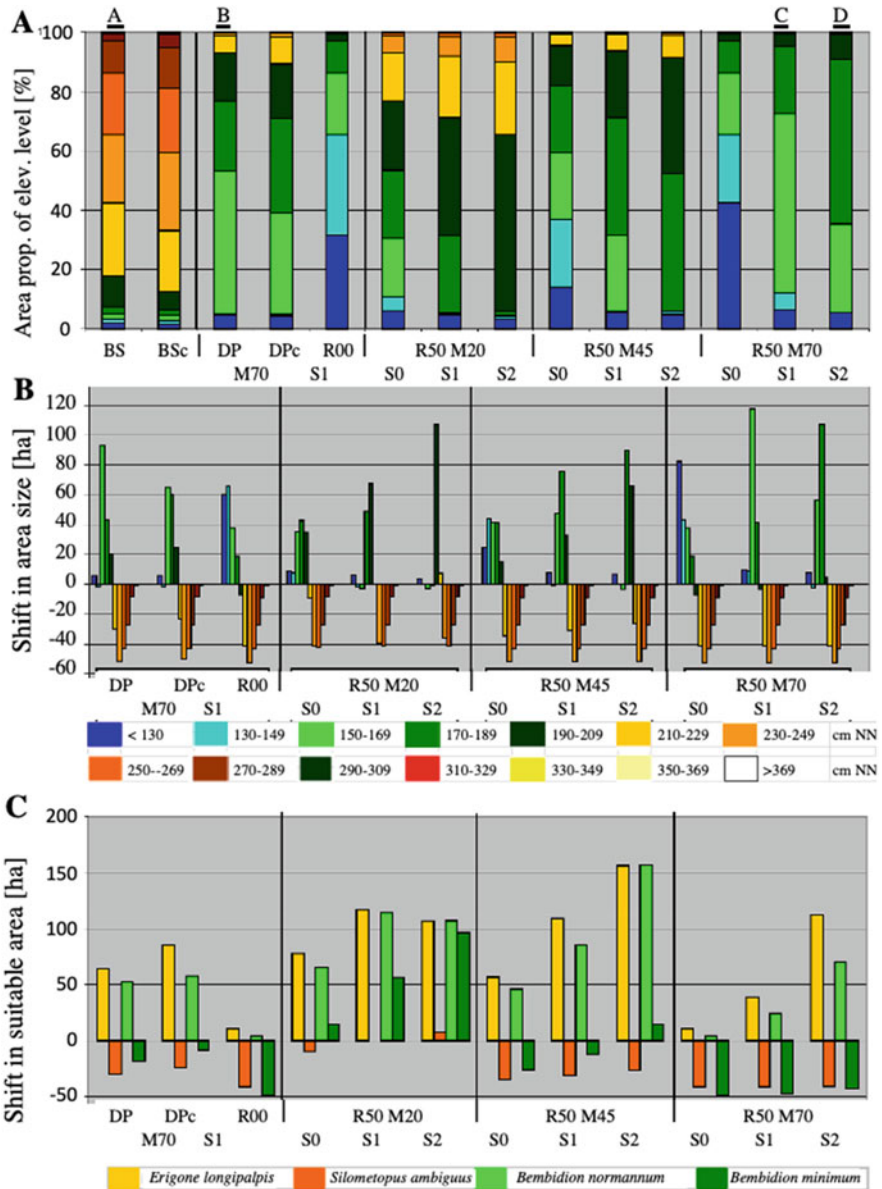 A
A B C D
Area prop. of elev. level [%]
100
80
60
40
20
0
BS BSc DP DPc R00 R50 M20 R50 M45 R50 M70
M70 S1 S0 S1 S2 S0 S1 S2 S0 S1 S2
B
Shift in area size [ha]
120
100
80
60
40
20
0
-20
-40
-60
DP DPc R00 R50 M20 R50 M45 R50 M70
M70 S1 S0 S1 S2 S0 S1 S2 S0 S1 S2
< 130 130-149 150-169 170-189 190-209 210-229 230-249 cm NN
250--269 270-289 290-309 310-329 330-349 350-369 >369 cm NN
C
Shift in suitable area [ha]
200
150
100
50
0
-50
DP DPc R00 R50 M20 R50 M45 R50 M70
M70 S1 S0 S1 S2 S0 S1 S2 S0 S1 S2
Erigone longipalpis Silometopus ambiguus Bembidion normannum Bembidion minimum